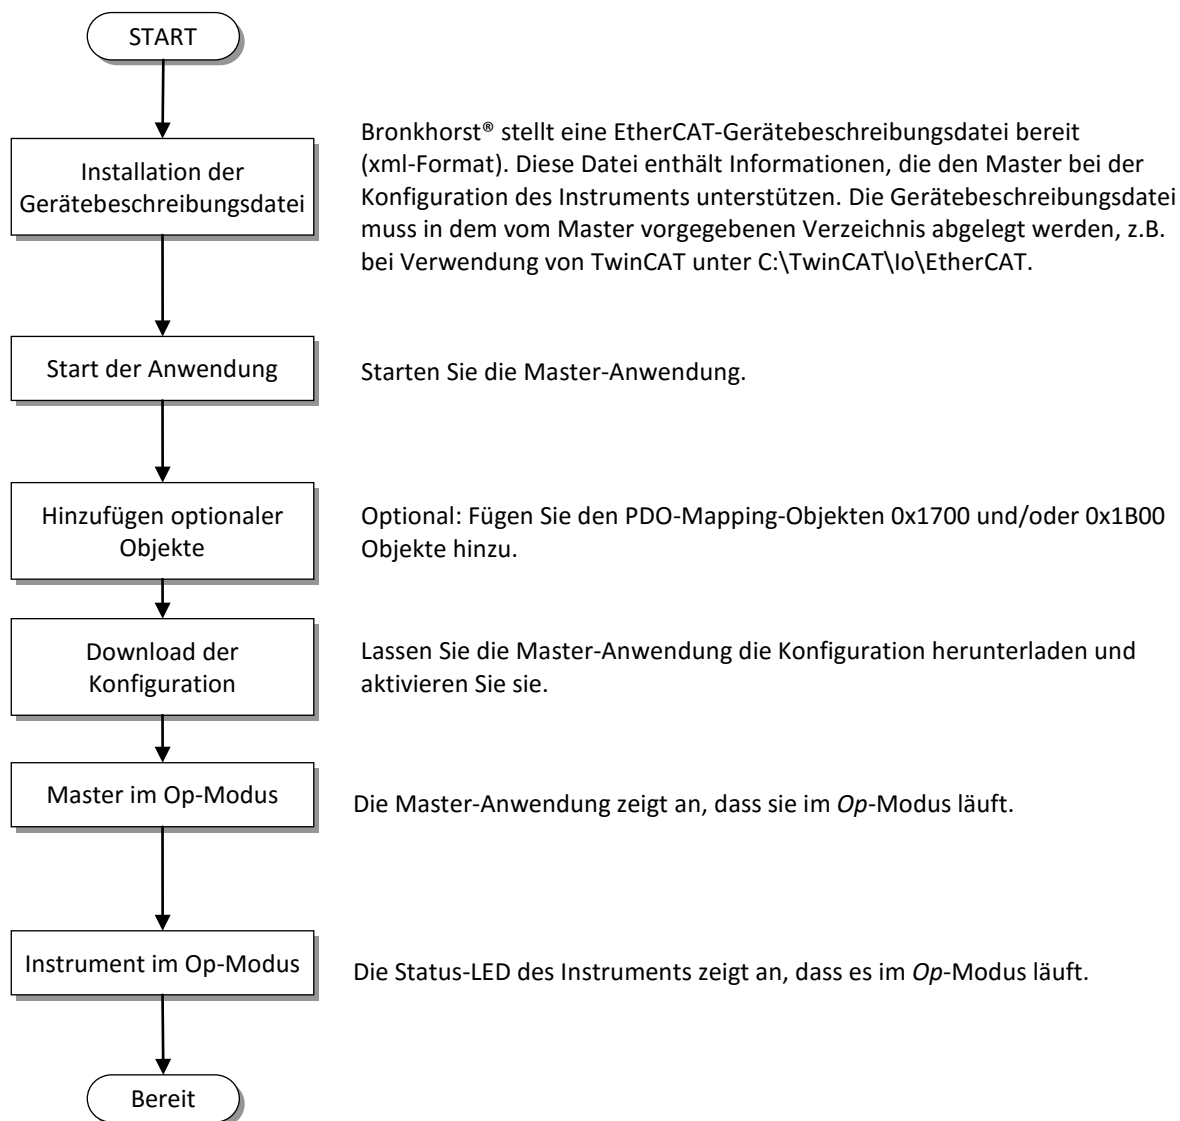 START
Installation der
Gerätebeschreibungsdatei
Bronkhorst® stellt eine EtherCAT-Gerätebeschreibungsdatei bereit
(xml-Format). Diese Datei enthält Informationen, die den Master bei der
Konfiguration des Instruments unterstützen. Die Gerätebeschreibungsdatei
muss in dem vom Master vorgegebenen Verzeichnis abgelegt werden, z.B.
bei Verwendung von TwinCAT unter C:\TwinCAT\Io\EtherCAT.
Start der Anwendung
Starten Sie die Master-Anwendung.
Hinzufügen optionaler
Objekte
Optional: Fügen Sie den PDO-Mapping-Objekten 0x1700 und/oder 0x1B00
Objekte hinzu.
Download der
Konfiguration
Lassen Sie die Master-Anwendung die Konfiguration herunterladen und
aktivieren Sie sie.
Master im Op-Modus
Die Master-Anwendung zeigt an, dass sie im Op-Modus läuft.
Instrument im Op-Modus
Die Status-LED des Instruments zeigt an, dass es im Op-Modus läuft.
Bereit